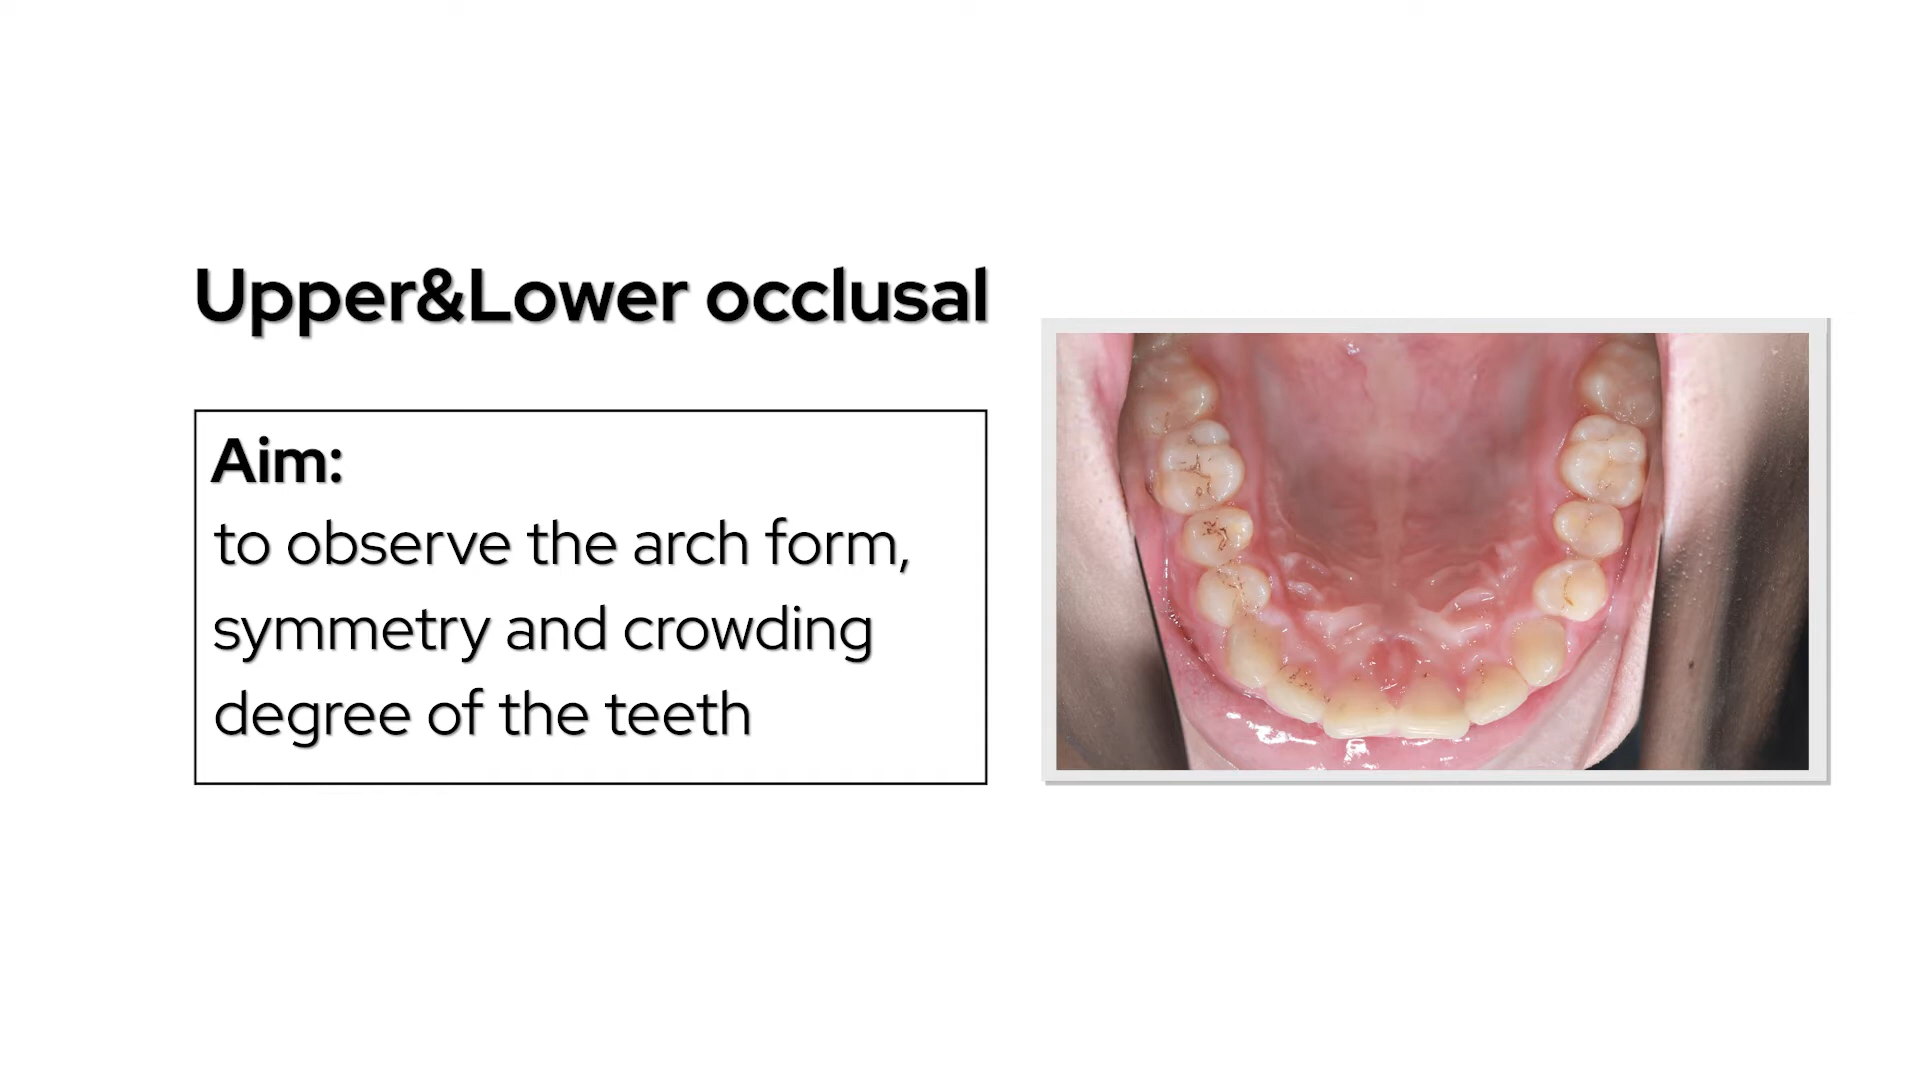 Upper&Lower occlusal
Aim:
to observe the arch form,
symmetry and crowding
degree of the teeth